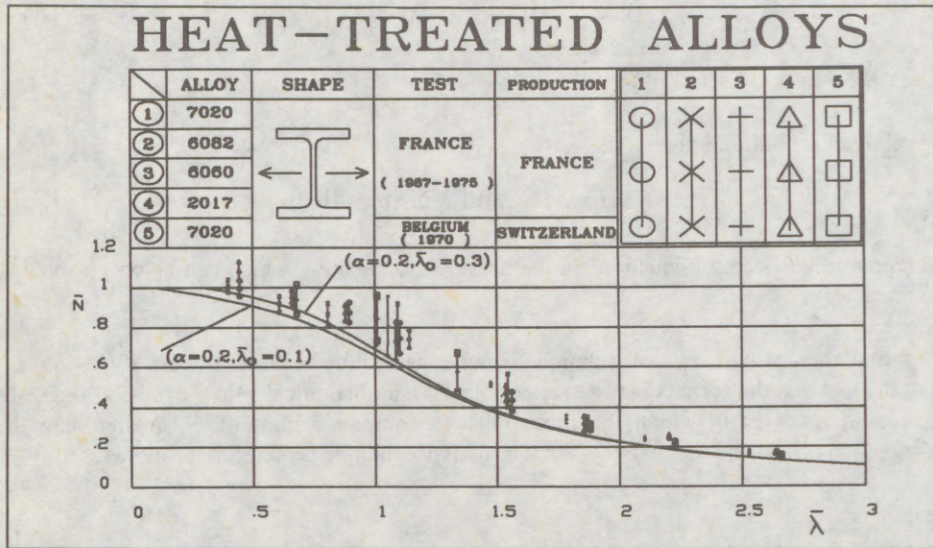 HEAT-TREATED ALLOYS
ALLOY SHAPE TEST PRODUCTION 1 2 3 4 5
1 7020
2 6082
3 6060
4 2017
5 7020
FRANCE
( 1967-1975 )
FRANCE
BELGIUM
( 1970 )
SWITZERLAND
(α=0.2,λ̄₀=0.3)
(α=0.2,λ̄₀=0.1)
N̄
1.2
1
.8
.6
.4
.2
0
0 .5 1 1.5 2 2.5 3
λ̄